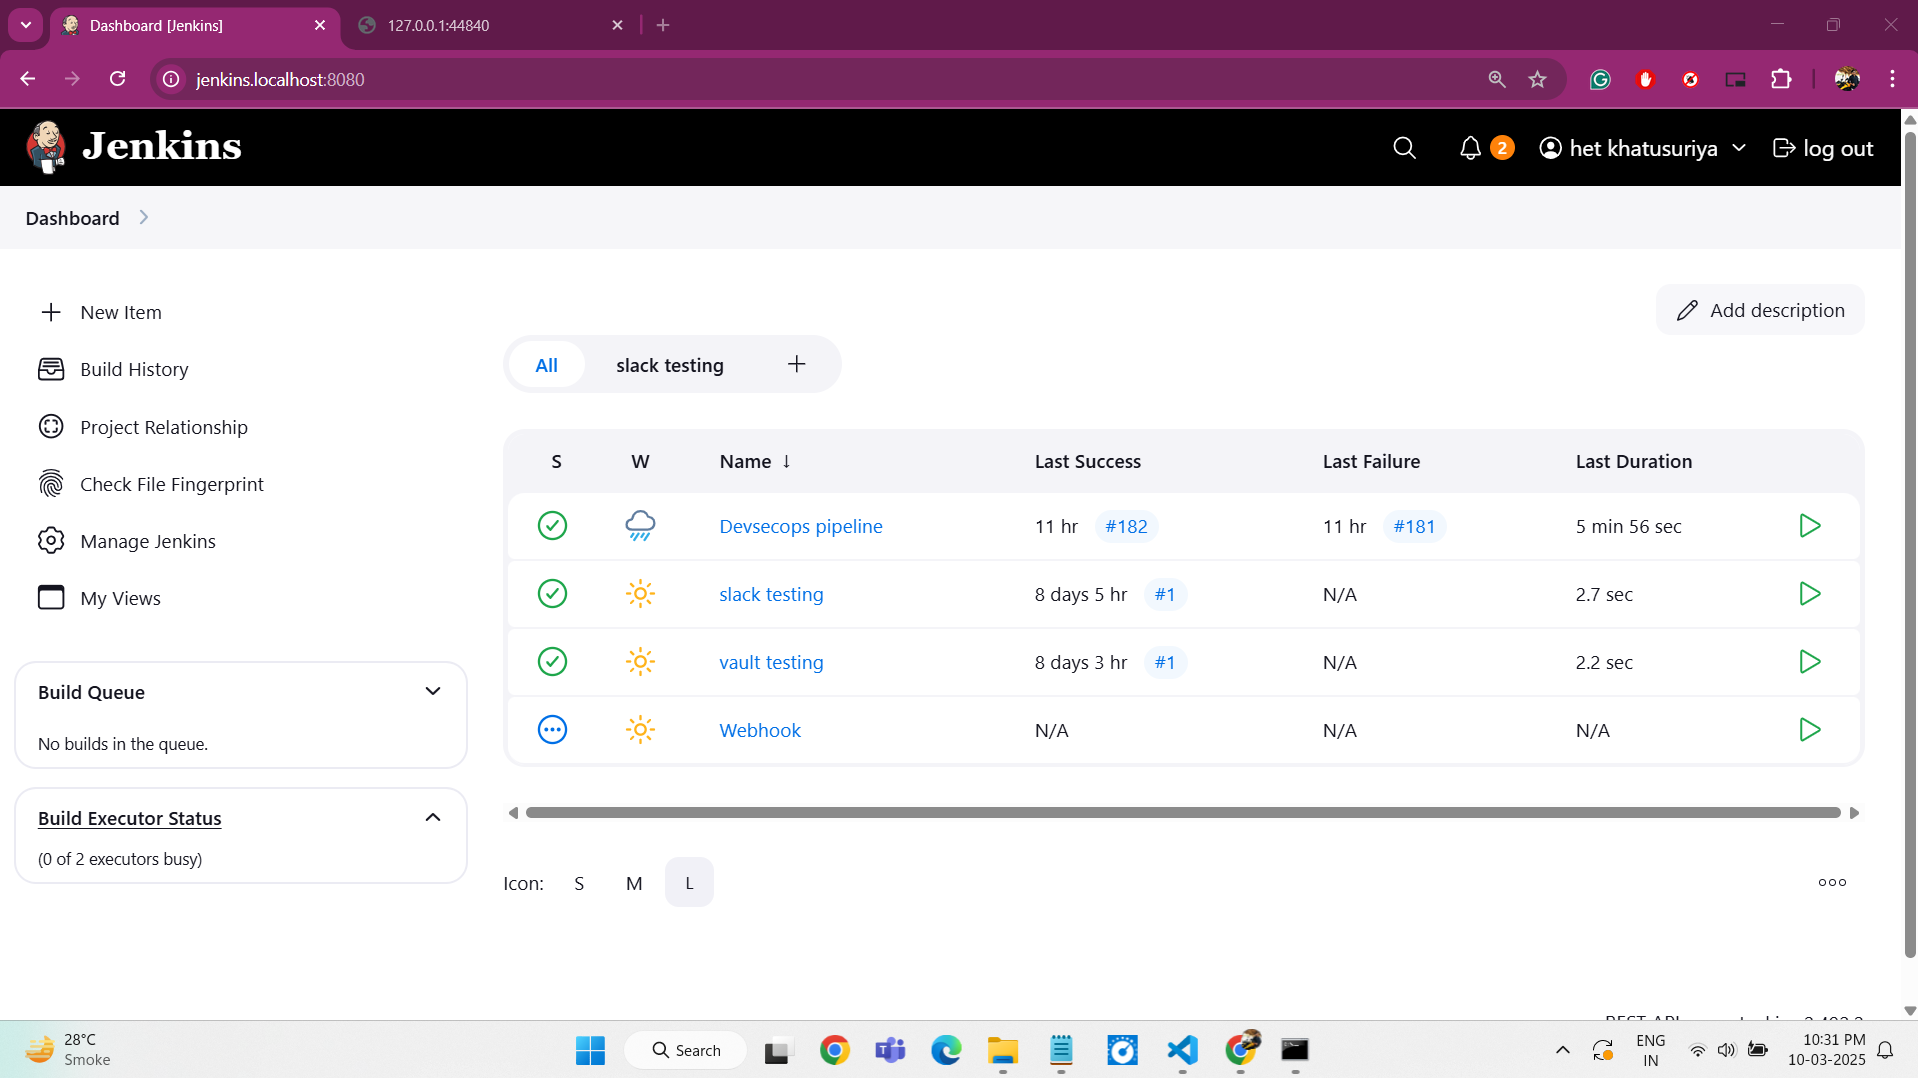 Dashboard [Jenkins]
127.0.0.1:44840
jenkins.localhost:8080
Jenkins
2
het khatusuriya
log out
Dashboard
New Item
Build History
Project Relationship
Check File Fingerprint
Manage Jenkins
My Views
Build Queue
No builds in the queue.
Build Executor Status
(0 of 2 executors busy)
Add description
All slack testing
S W Name ↓ Last Success Last Failure Last Duration
Devsecops pipeline 11 hr #182 11 hr #181 5 min 56 sec
slack testing 8 days 5 hr #1 N/A 2.7 sec
vault testing 8 days 3 hr #1 N/A 2.2 sec
Webhook N/A N/A N/A
Icon: S M L
28°C
Smoke
Search
ENG
IN
10:31 PM
10-03-2025